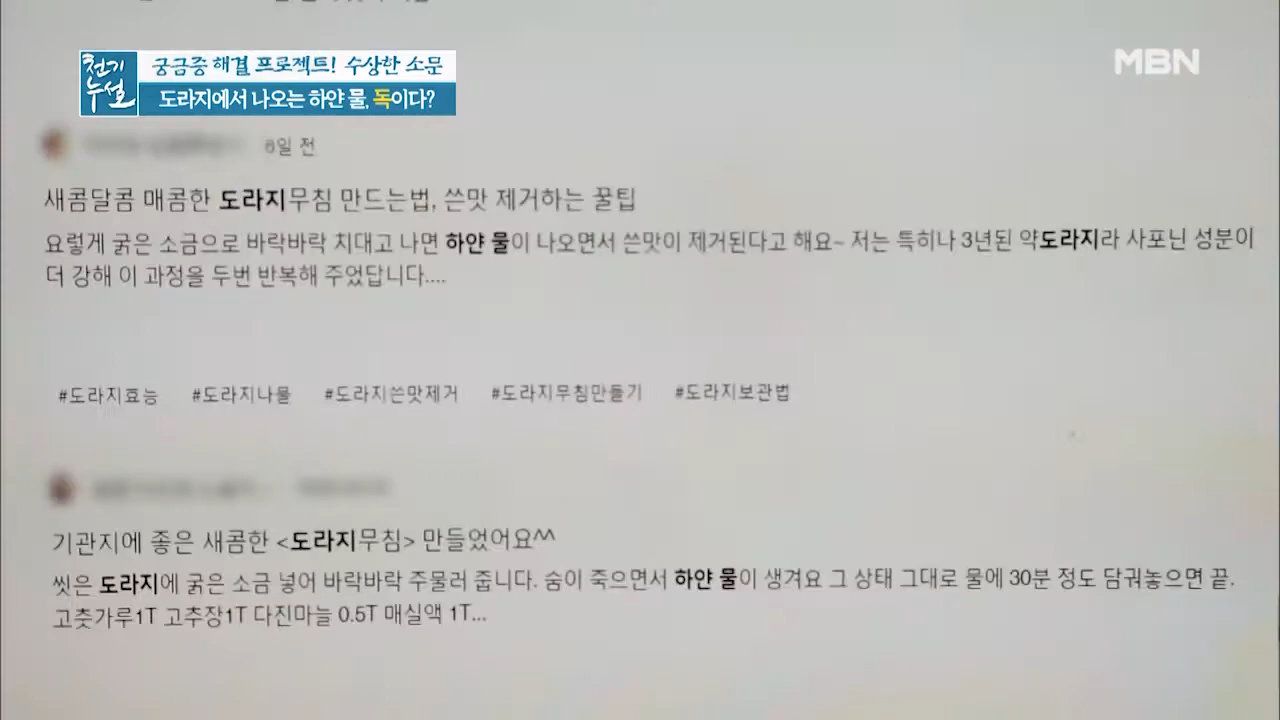 천기누설
궁금증 해결 프로젝트! 수상한 소문
도라지에서 나오는 하얀 물, 독이다?
MBN
6일 전
새콤달콤 매콤한 도라지무침 만드는법, 쓴맛 제거하는 꿀팁
요렇게 굵은 소금으로 바락바락 치대고 나면 하얀 물이 나오면서 쓴맛이 제거된다고 해요~ 저는 특히나 3년된 약도라지라 사포닌 성분이
더 강해 이 과정을 두번 반복해 주었답니다....
#도라지효능 #도라지나물 #도라지쓴맛제거 #도라지무침만들기 #도라지보관법
기관지에 좋은 새콤한 <도라지무침> 만들었어요^^
씻은 도라지에 굵은 소금 넣어 바락바락 주물러 줍니다. 숨이 죽으면서 하얀 물이 생겨요 그 상태 그대로 물에 30분 정도 담궈놓으면 끝.
고춧가루1T 고추장1T 다진마늘 0.5T 매실액 1T...